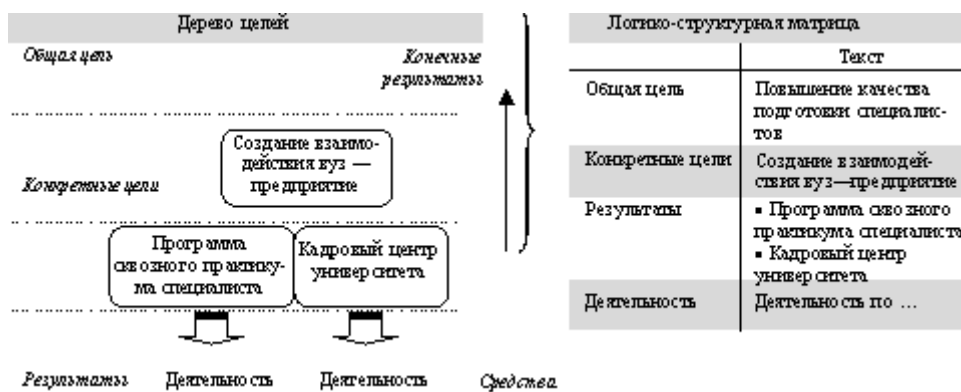 Дерево целей
Общая цель
Конечные
результаты
Создание взаимо-
действия вуз —
предприятие
Конкретные цели
Программа
сквозного практику-
ма специалиста
Кадровый центр
университета
Результаты
Деятельность
Деятельность
Средства
Логико-структурная матрица
Текст
Общая цель
Повышение качества
подготовки специалис-
тов
Конкретные цели
Создание взаимодей-
ствия вуз—предприятие
Результаты
▪ Программа сквозного
практикума специалиста
▪ Кадровый центр
университета
Деятельность
Деятельность по ...